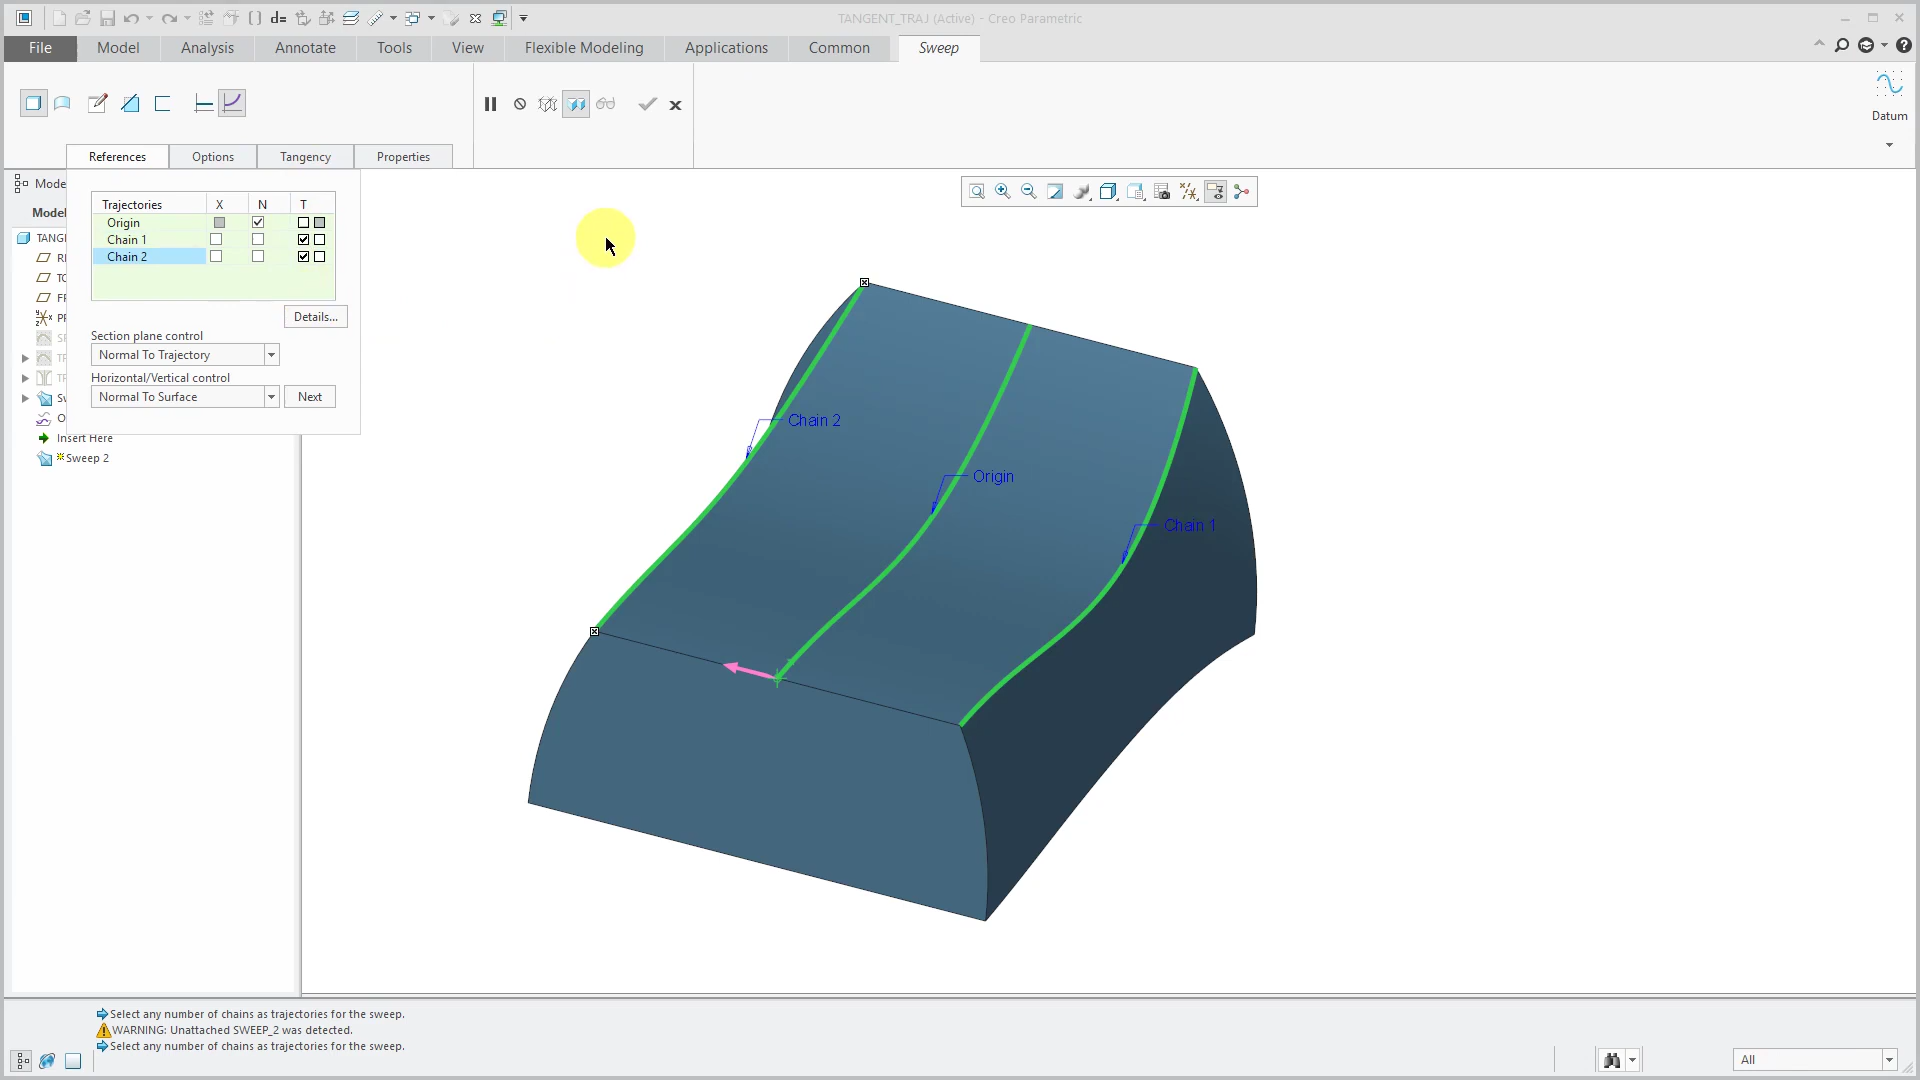 d=
TANGENT_TRAJ (Active) - Creo Parametric
File
Model
Analysis
Annotate
Tools
View
Flexible Modeling
Applications
Common
Sweep
Datum
References
Options
Tangency
Properties
Mode
Trajectories X N T
Origin
Chain 1
Chain 2
Details...
Section plane control
Normal To Trajectory
Horizontal/Vertical control
Normal To Surface
Next
Model
TANG
Insert Here
Sweep 2
Chain 2
Origin
Chain 1
Select any number of chains as trajectories for the sweep.
WARNING: Unattached SWEEP_2 was detected.
Select any number of chains as trajectories for the sweep.
All